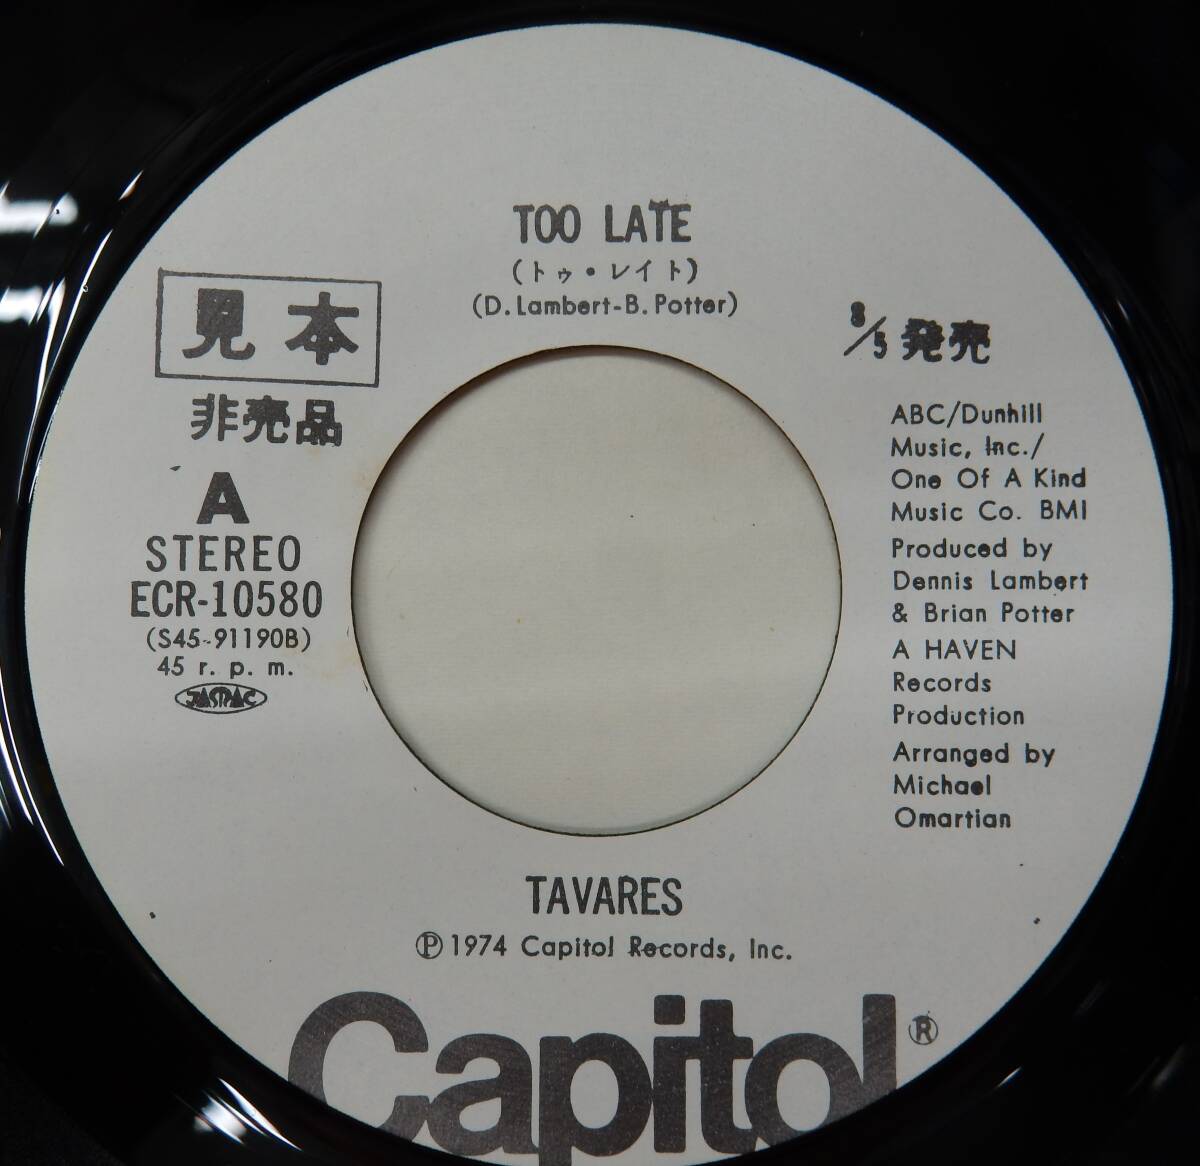 TOO LATE
(トゥ・レイト)
(D. Lambert-B. Potter)
見本
非売品
A
STEREO
ECR-10580
(S45-91190B)
45 r. p. m.
JASRAC
8/5 発売
ABC/Dunhill
Music, Inc./
One Of A Kind
Music Co. BMI
Produced by
Dennis Lambert
& Brian Potter
A HAVEN
Records
Production
Arranged by
Michael
Omartian
TAVARES
Ⓟ 1974 Capitol Records, Inc.
Capitol®